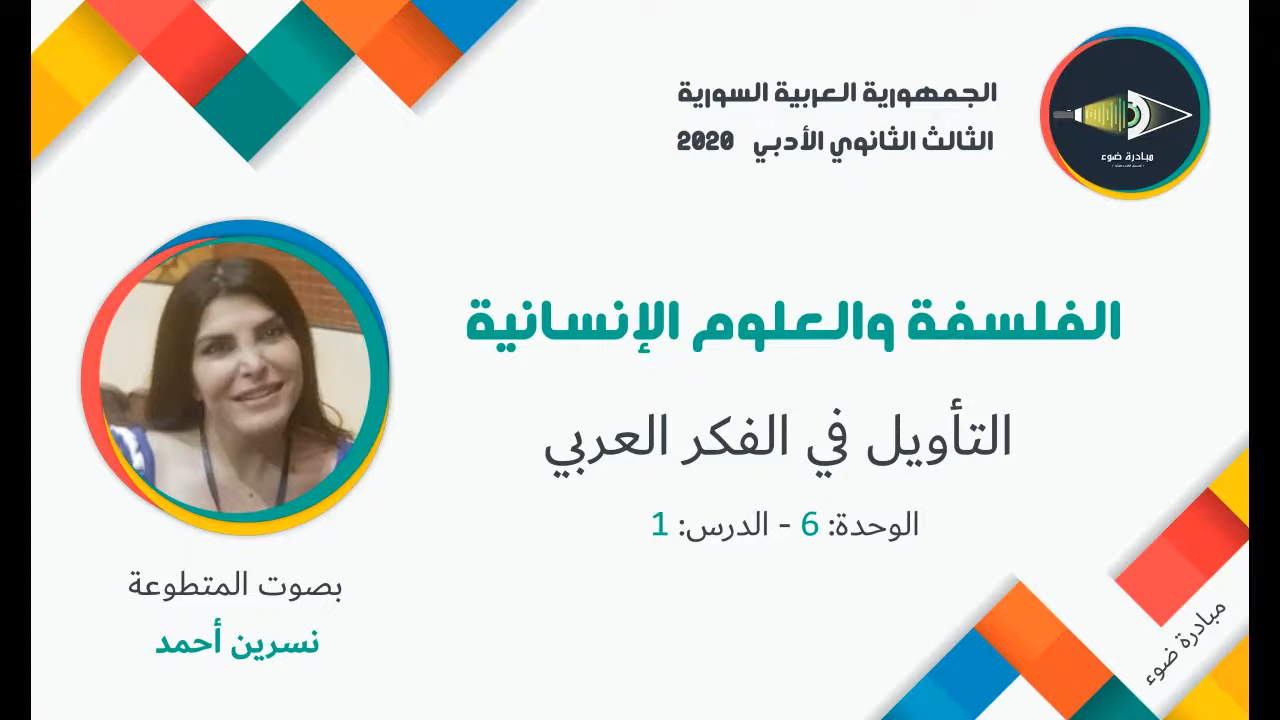 الجمهورية العربية السورية
الثالث الثانوي الأدبي 2020
مبادرة ضوء
الفلسفة والعلوم الإنسانية
التأويل في الفكر العربي
الوحدة: 6 - الدرس: 1
بصوت المتطوعة
نسرين أحمد
مبادرة ضوء